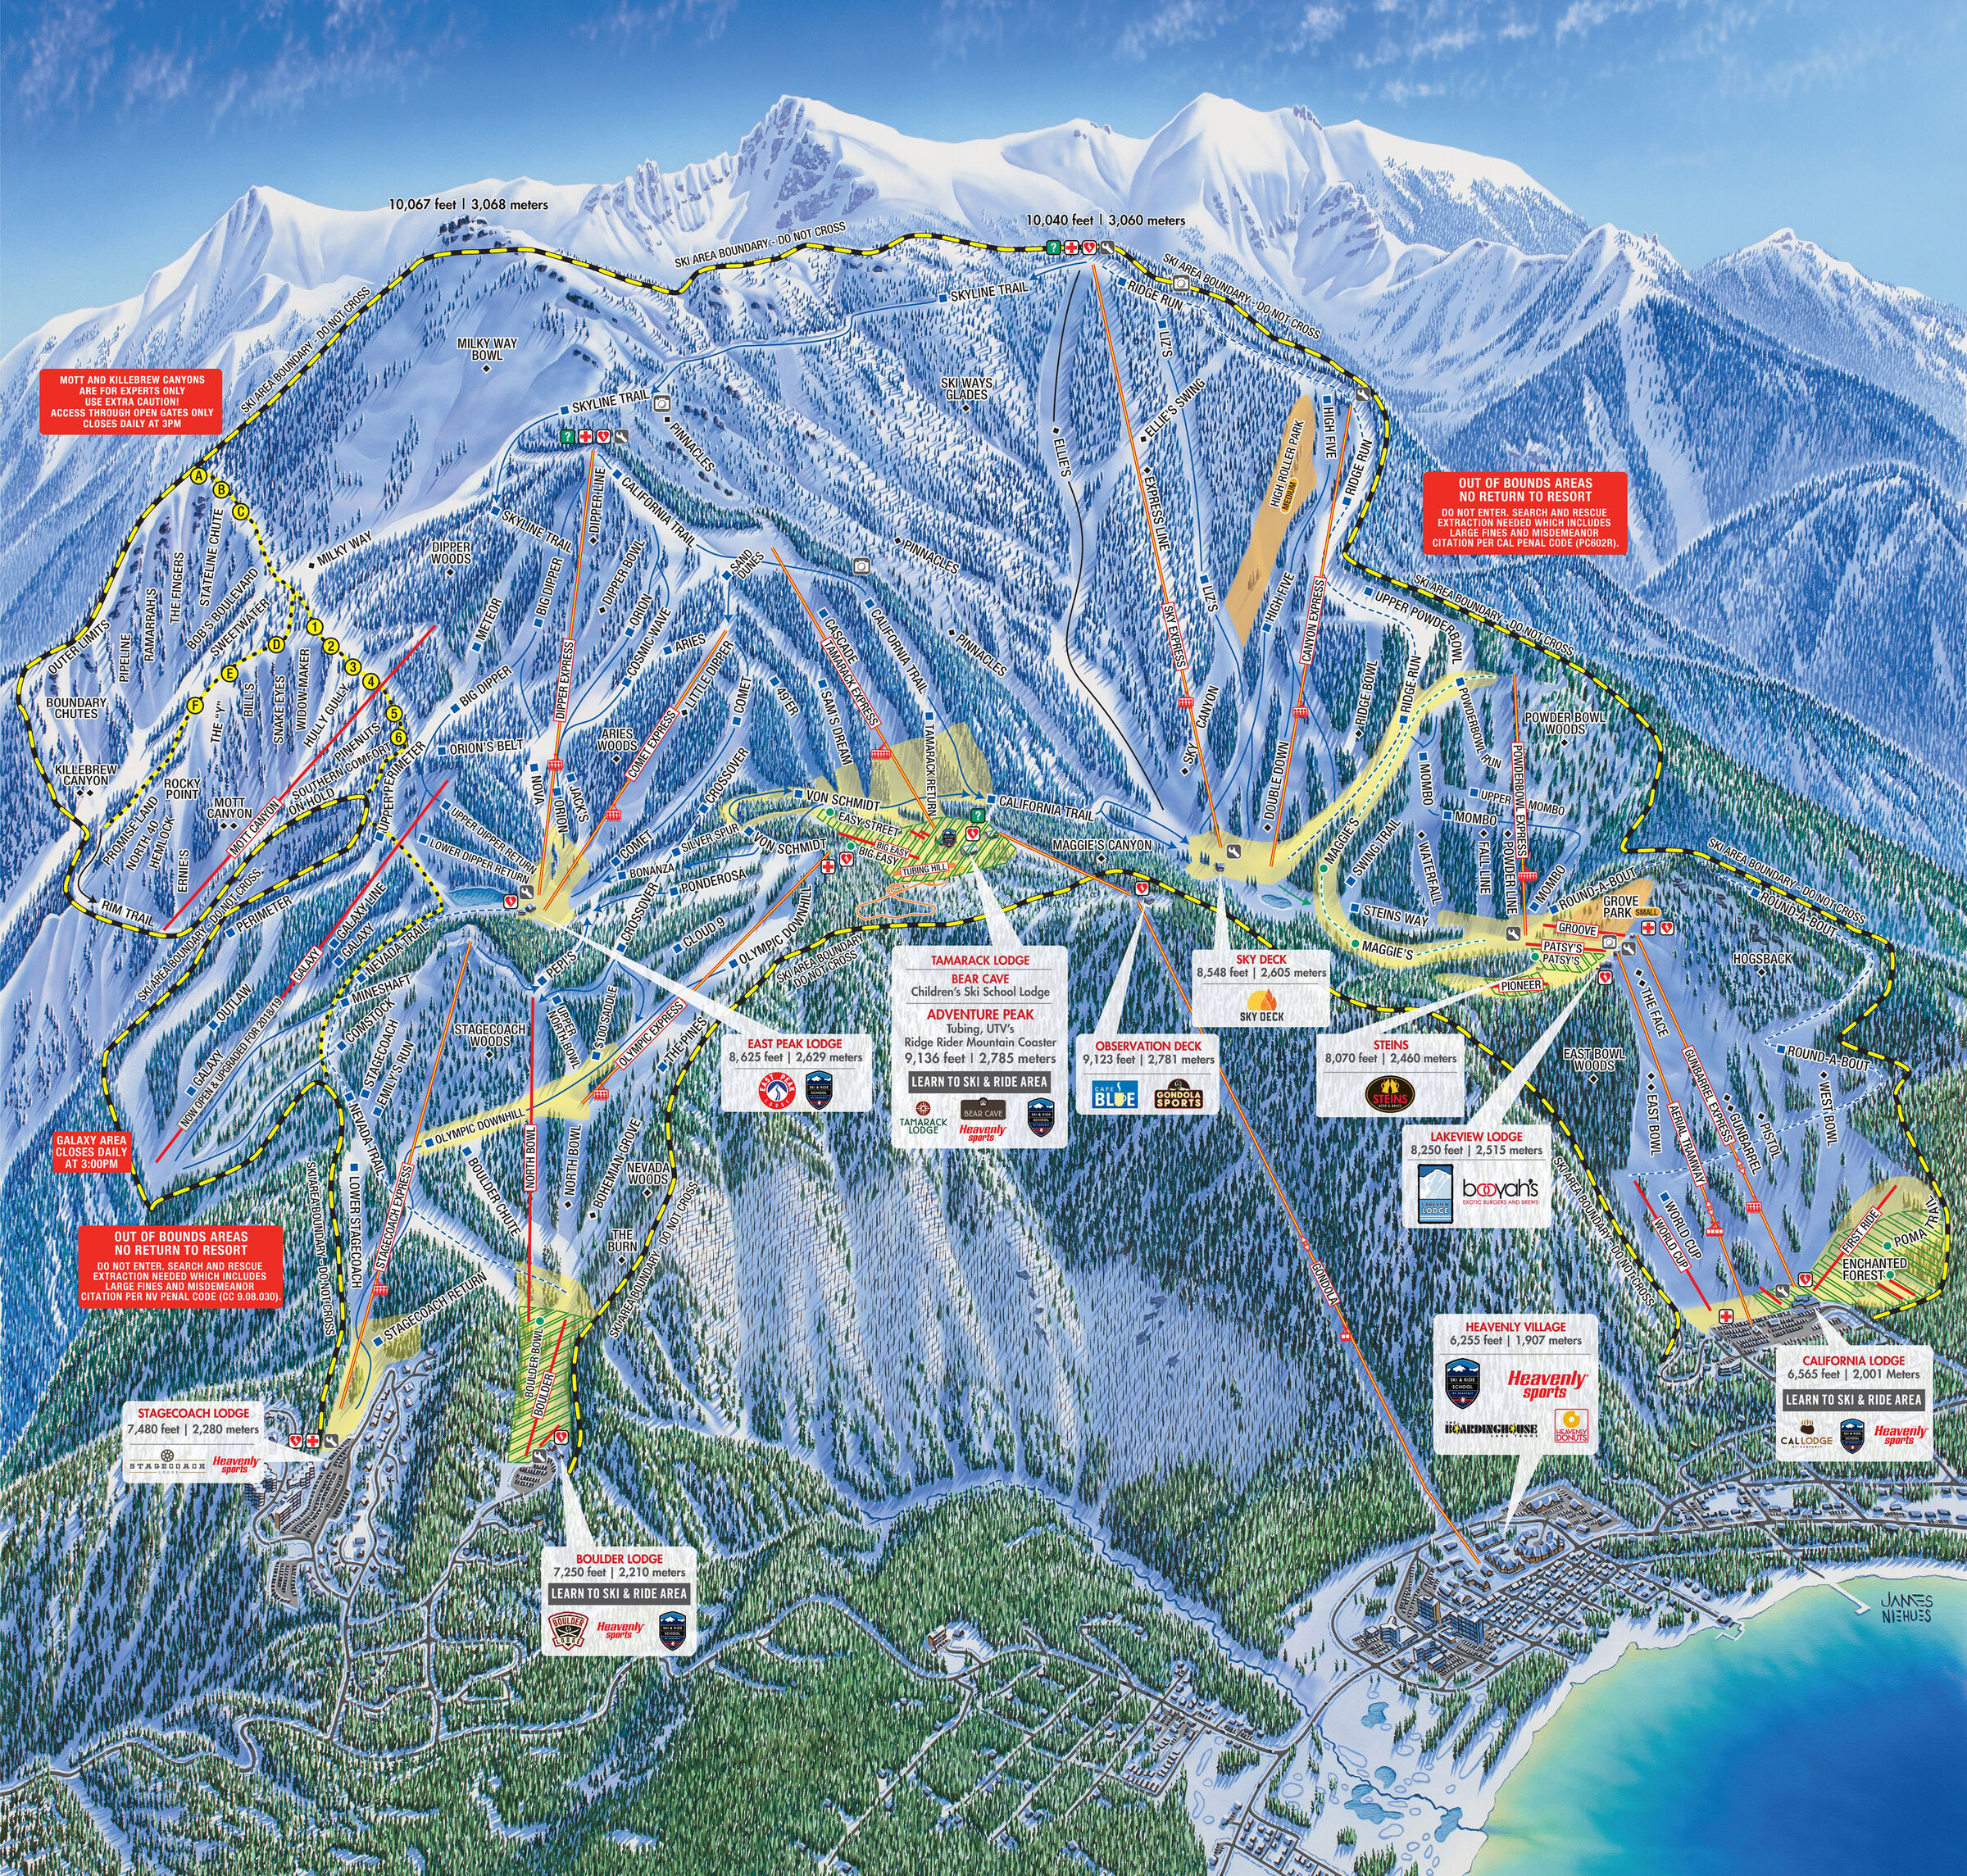 10,067 feet | 3,068 meters
10,040 feet | 3,060 meters
SKI AREA BOUNDARY - DO NOT CROSS
SKI AREA BOUNDARY - DO NOT CROSS
SKI AREA BOUNDARY - DO NOT CROSS
SKYLINE TRAIL
RIDGE RUN
LIZ'S
MILKY WAY
BOWL
MOTT AND KILLEBREW CANYONS
ARE FOR EXPERTS ONLY
USE EXTRA CAUTION!
ACCESS THROUGH OPEN GATES ONLY
CLOSES DAILY AT 3PM
SKYLINE TRAIL
PINNACLES
SKI WAYS
GLADES
ELLIE'S
ELLIE'S SWING
EXPRESS LINE
HIGH ROLLER PARK
MEDIUM
HIGH FIVE
RIDGE RUN
OUT OF BOUNDS AREAS
NO RETURN TO RESORT
DO NOT ENTER. SEARCH AND RESCUE
EXTRACTION NEEDED WHICH INCLUDES
LARGE FINES AND MISDEMEANOR
CITATION PER CAL PENAL CODE (PC602R).
A
B
C
D
E
F
1
2
3
4
5
6
OUTER LIMITS
PIPELINE
RAMARRAH'S
THE FINGERS
STATELINE CHUTE
BOB'S BOULEVARD
SWEETWATER
MILKY WAY
DIPPER
WOODS
SKYLINE TRAIL
DIPPER LINE
CALIFORNIA TRAIL
BIG DIPPER
DIPPER BOWL
METEOR
ORION
COSMIC WAVE
ARIES
SAND
DUNES
PINNACLES
CASCADE
TAMARACK EXPRESS
CALIFORNIA TRAIL
PINNACLES
SKY EXPRESS
LIZ'S
HIGH FIVE
CANYON EXPRESS
UPPER POWDERBOWL
SKI AREA BOUNDARY - DO NOT CROSS
BOUNDARY
CHUTES
THE "Y"
BILL'S
SNAKE EYES
WIDOW-MAKER
HULLY GULLY
PINENUTS
SOUTHERN COMFORT
ON HOLD
BIG DIPPER
DIPPER EXPRESS
LITTLE DIPPER
COMET EXPRESS
COMET
49'ER
SAM'S DREAM
TAMARACK RETURN
SKY CANYON
RIDGE BOWL
RIDGE RUN
POWDERBOWL RUN
POWDER BOWL
WOODS
POWDERBOWL EXPRESS
KILLEBREW
CANYON
ROCKY
POINT
MOTT
CANYON
PROMISE LAND
NORTH 40
HEMLOCK
ERNIE'S
MOTT CANYON
UPPER PERIMETER
ORION'S BELT
ARIES
WOODS
NOVA
ORION
JACK'S
CROSSOVER
VON SCHMIDT
EASY STREET
BIG EASY
BIG EASY
TUBING HILL
CALIFORNIA TRAIL
MAGGIE'S CANYON
DOUBLE DOWN
MAGGIE'S
SWING TRAIL
MOMBO
UPPER MOMBO
MOMBO
WATERFALL
FALL LINE
POWDERLINE
MOMBO
ROUND-A-BOUT
GROVE
PARK
SMALL
SKI AREA BOUNDARY - DO NOT CROSS
ROUND-A-BOUT
UPPER DIPPER RETURN
LOWER DIPPER RETURN
COMET
SILVER SPUR
VON SCHMIDT
BONANZA
PONDEROSA
RIM TRAIL
SKI AREA BOUNDARY - DO NOT CROSS
PERIMETER
GALAXY LINE
GALAXY
GALAXY
NEVADA TRAIL
CROSSOVER
CLOUD 9
OLYMPIC DOWNHILL
SKI AREA BOUNDARY
DO NOT CROSS
STEINS WAY
MAGGIE'S
GROOVE
PATSY'S
PATSY'S
PIONEER
HOGSBACK
OUTLAW
MINESHAFT
COMSTOCK
PEPI'S
UPPER
NORTH BOWL
$100 SADDLE
OLYMPIC EXPRESS
THE PINES
TAMARACK LODGE
BEAR CAVE
Children's Ski School Lodge
ADVENTURE PEAK
Tubing, UTV's
Ridge Rider Mountain Coaster
9,136 feet | 2,785 meters
LEARN TO SKI & RIDE AREA
TAMARACK
LODGE
BEAR CAVE
Heavenly
sports
SKY DECK
8,548 feet | 2,605 meters
SKY DECK
EAST PEAK LODGE
8,625 feet | 2,629 meters
EAST PEAK
LODGE
OBSERVATION DECK
9,123 feet | 2,781 meters
CAFE
BLUE
GONDOLA
SPORTS
STEINS
8,070 feet | 2,460 meters
STEINS
LAKEVIEW LODGE
8,250 feet | 2,515 meters
LODGE
booyah's
EXOTIC BURGERS AND BREWS
THE FACE
EAST BOWL
WOODS
EAST BOWL
GUNBARREL EXPRESS
AERIAL TRAMWAY
GUNBARREL
PISTOL
ROUND-A-BOUT
WEST BOWL
GALAXY
NOW OPEN & UPGRADED FOR 2018/19
STAGECOACH
EMILY'S RUN
STAGECOACH
WOODS
GALAXY AREA
CLOSES DAILY
AT 3:00PM
NEVADA TRAIL
OLYMPIC DOWNHILL
BOULDER CHUTE
NORTH BOWL
NORTH BOWL
BOHEMAN GROVE
NEVADA
WOODS
THE
BURN
SKI AREA BOUNDARY - DO NOT CROSS
SKI AREA BOUNDARY - DO NOT CROSS
LOWER STAGECOACH
STAGECOACH EXPRESS
STAGECOACH RETURN
OUT OF BOUNDS AREAS
NO RETURN TO RESORT
DO NOT ENTER. SEARCH AND RESCUE
EXTRACTION NEEDED WHICH INCLUDES
LARGE FINES AND MISDEMEANOR
CITATION PER NV PENAL CODE (CC 9.08.030).
GONDOLA
SKI AREA BOUNDARY - DO NOT CROSS
WORLD CUP
WORLD CUP
FIRST RIDE
POMA TRAIL
ENCHANTED
FOREST
BOULDER BOWL
BOULDER
HEAVENLY VILLAGE
6,255 feet | 1,907 meters
SKI & RIDE
SCHOOL
Heavenly
sports
THE
BOARDINGHOUSE
LAKE TAHOE
HEAVENLY
DONUTS
CALIFORNIA LODGE
6,565 feet | 2,001 Meters
LEARN TO SKI & RIDE AREA
CAL LODGE
Heavenly
sports
STAGECOACH LODGE
7,480 feet | 2,280 meters
STAGECOACH
LODGE
Heavenly
sports
BOULDER LODGE
7,250 feet | 2,210 meters
LEARN TO SKI & RIDE AREA
BOULDER
LODGE
Heavenly
sports
JAMES
NIEHUES